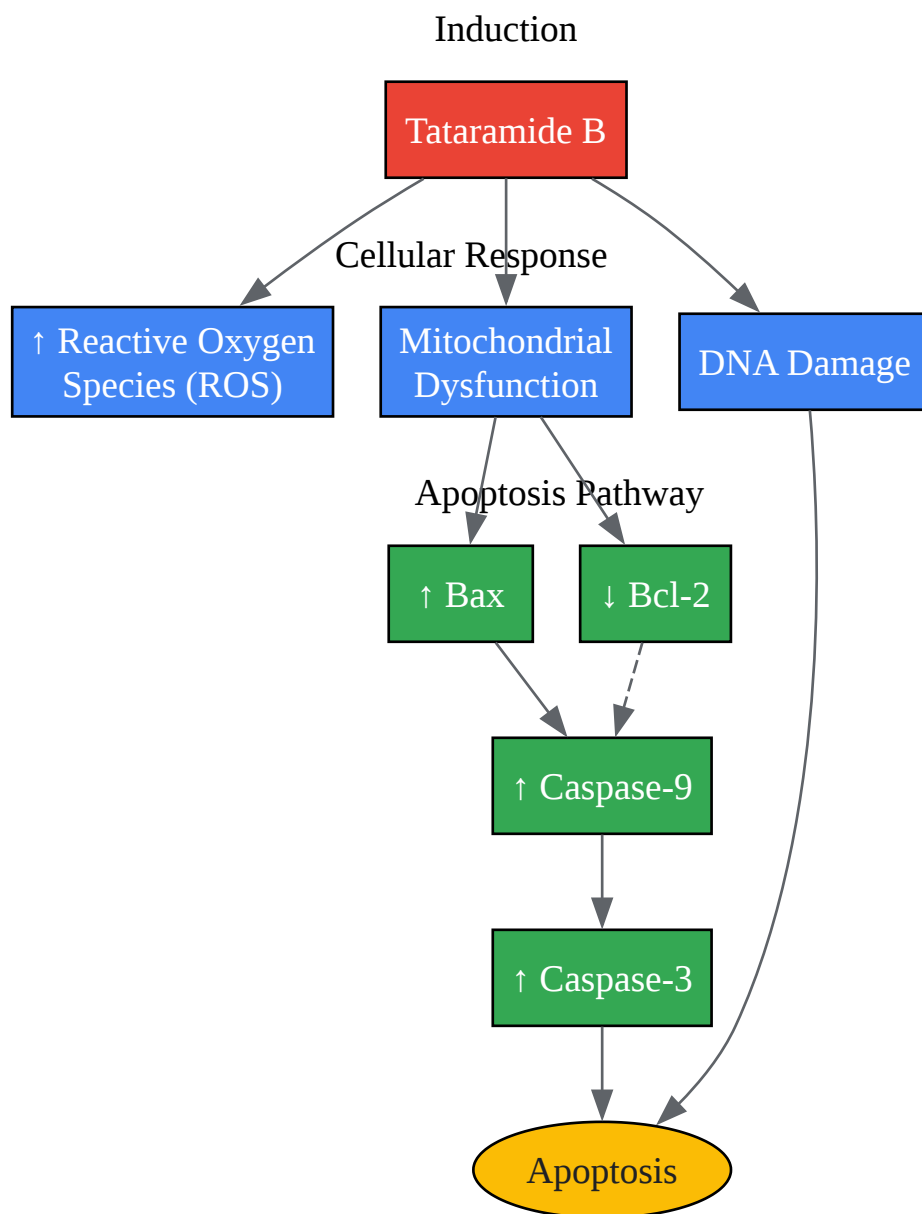 Induction
Tataramide B
Cellular Response
↑ Reactive Oxygen
Species (ROS)
Mitochondrial
Dysfunction
DNA Damage
Apoptosis Pathway
↑ Bax
↓ Bcl-2
↑ Caspase-9
↑ Caspase-3
Apoptosis